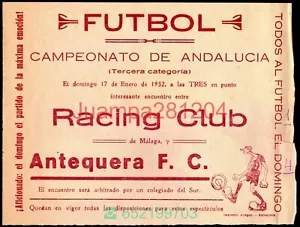 FUTBOL
CAMPEONATO DE ANDALUCIA
(Tercera categoría)
El domingo 17 de Enero de 1932, a las TRES en punto
interesante encuentro entre
Racing Club
de Málaga, y
Antequera F. C.
El encuentro será arbitrado por un colegiado del Sur.
Quedan en vigor todas las disposiciones para estos espectáculos
¡Aficionado: el domingo el partido de la máxima emoción!
TODOS AL FUTBOL EL DOMINGO
luamna281204
652199703